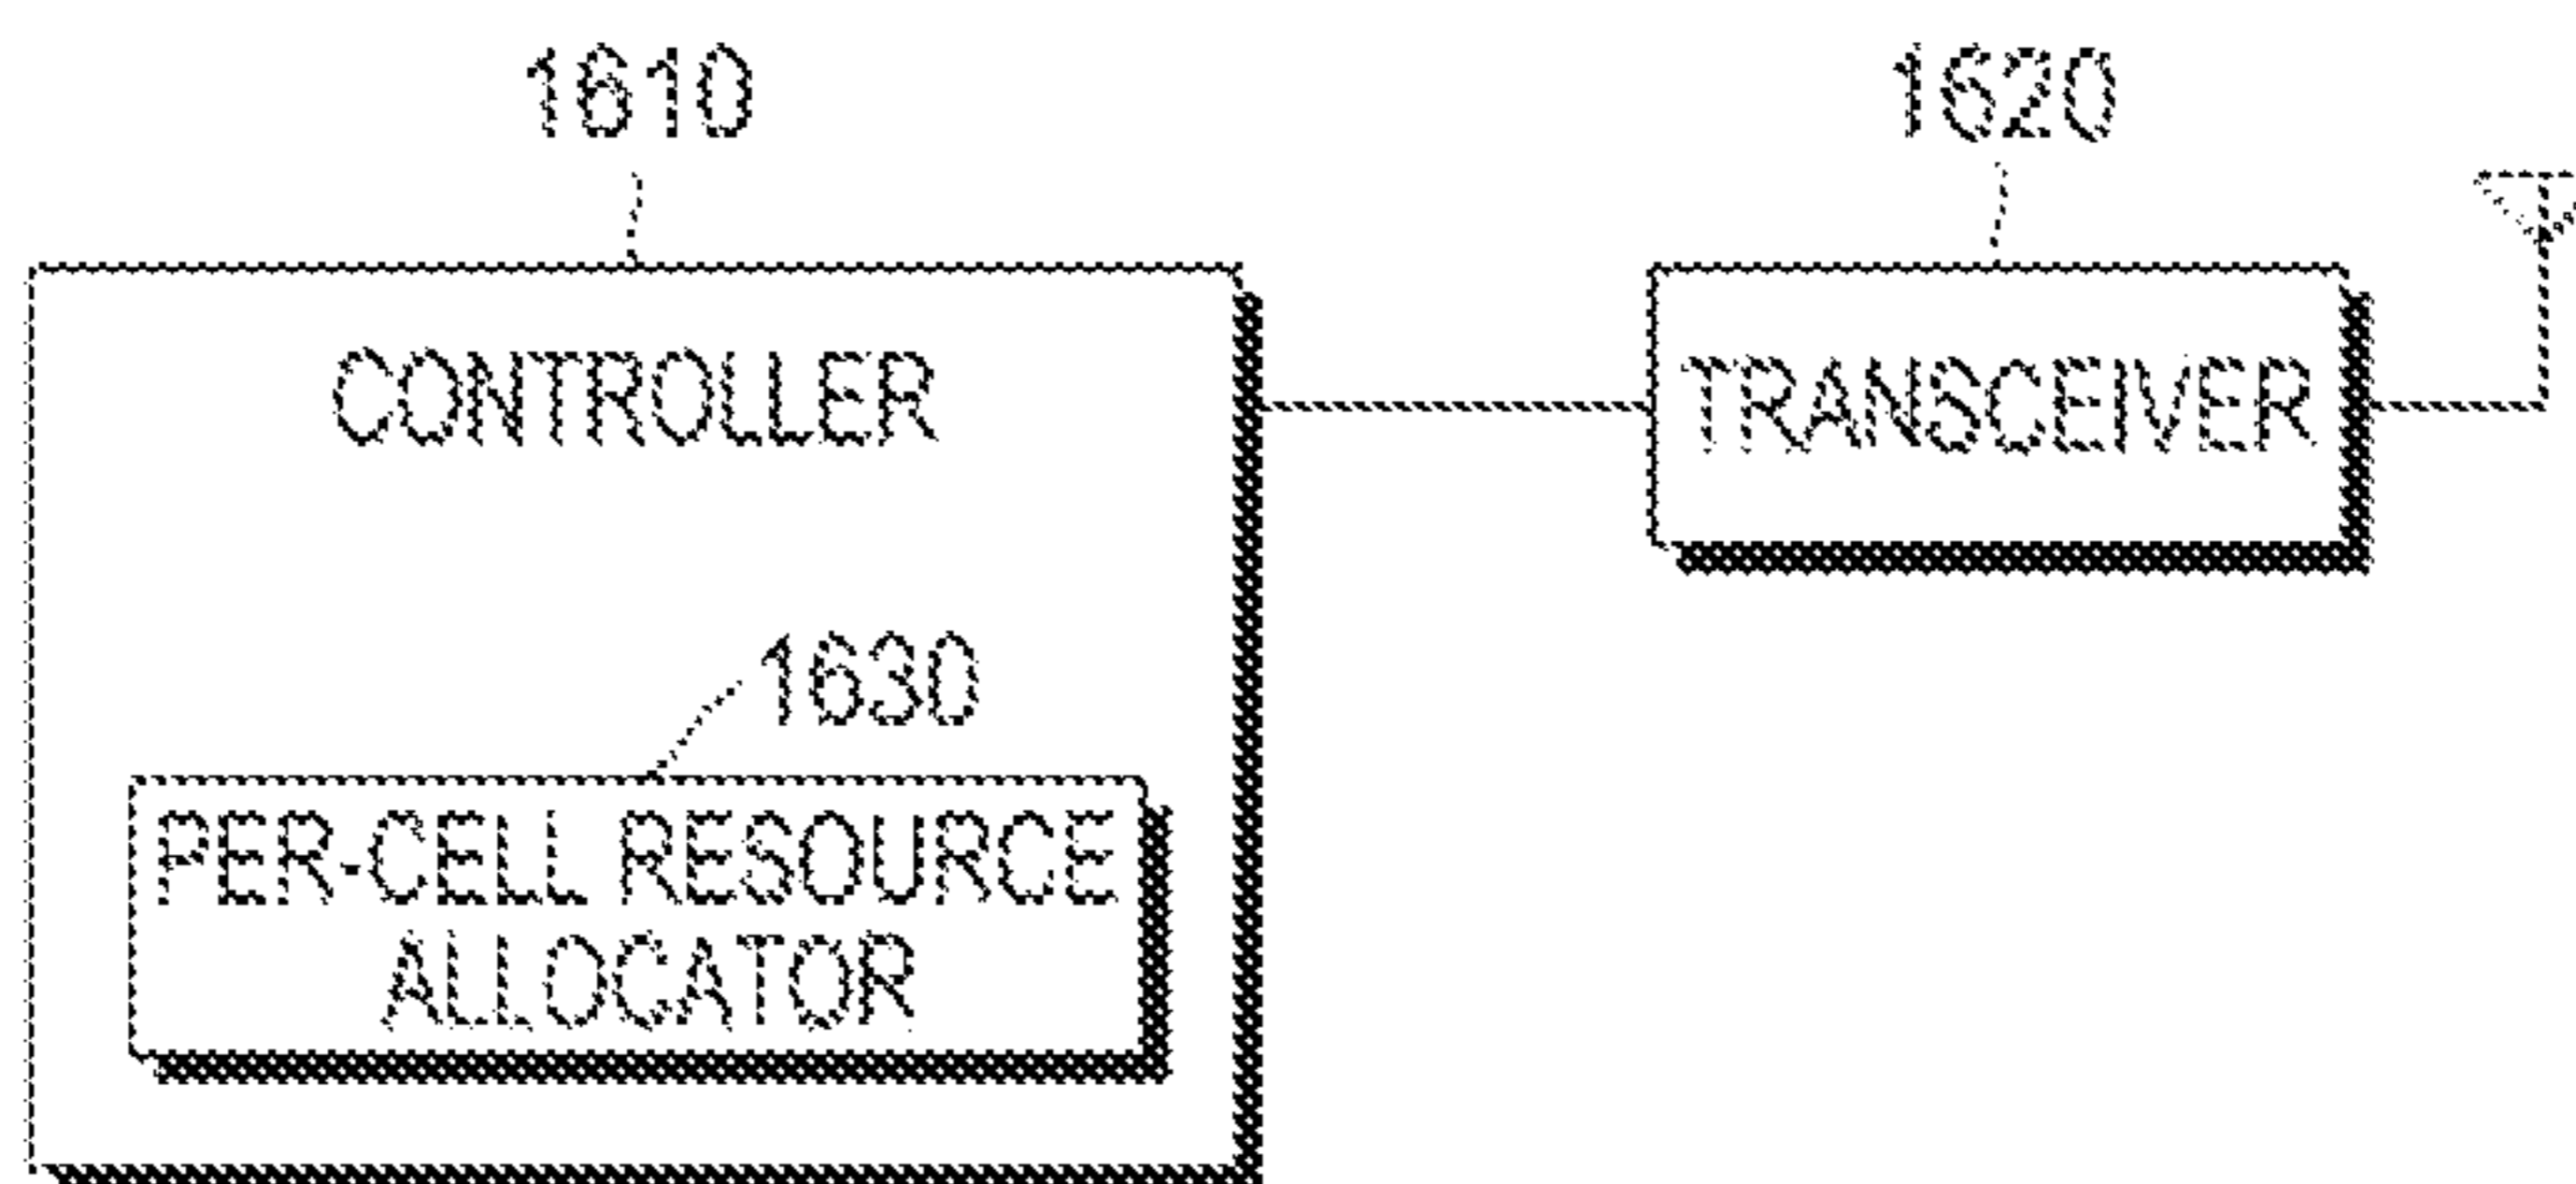 1610
1620
CONTROLLER
TRANSCEIVER
1630
PER-CELL RESOURCE
ALLOCATOR